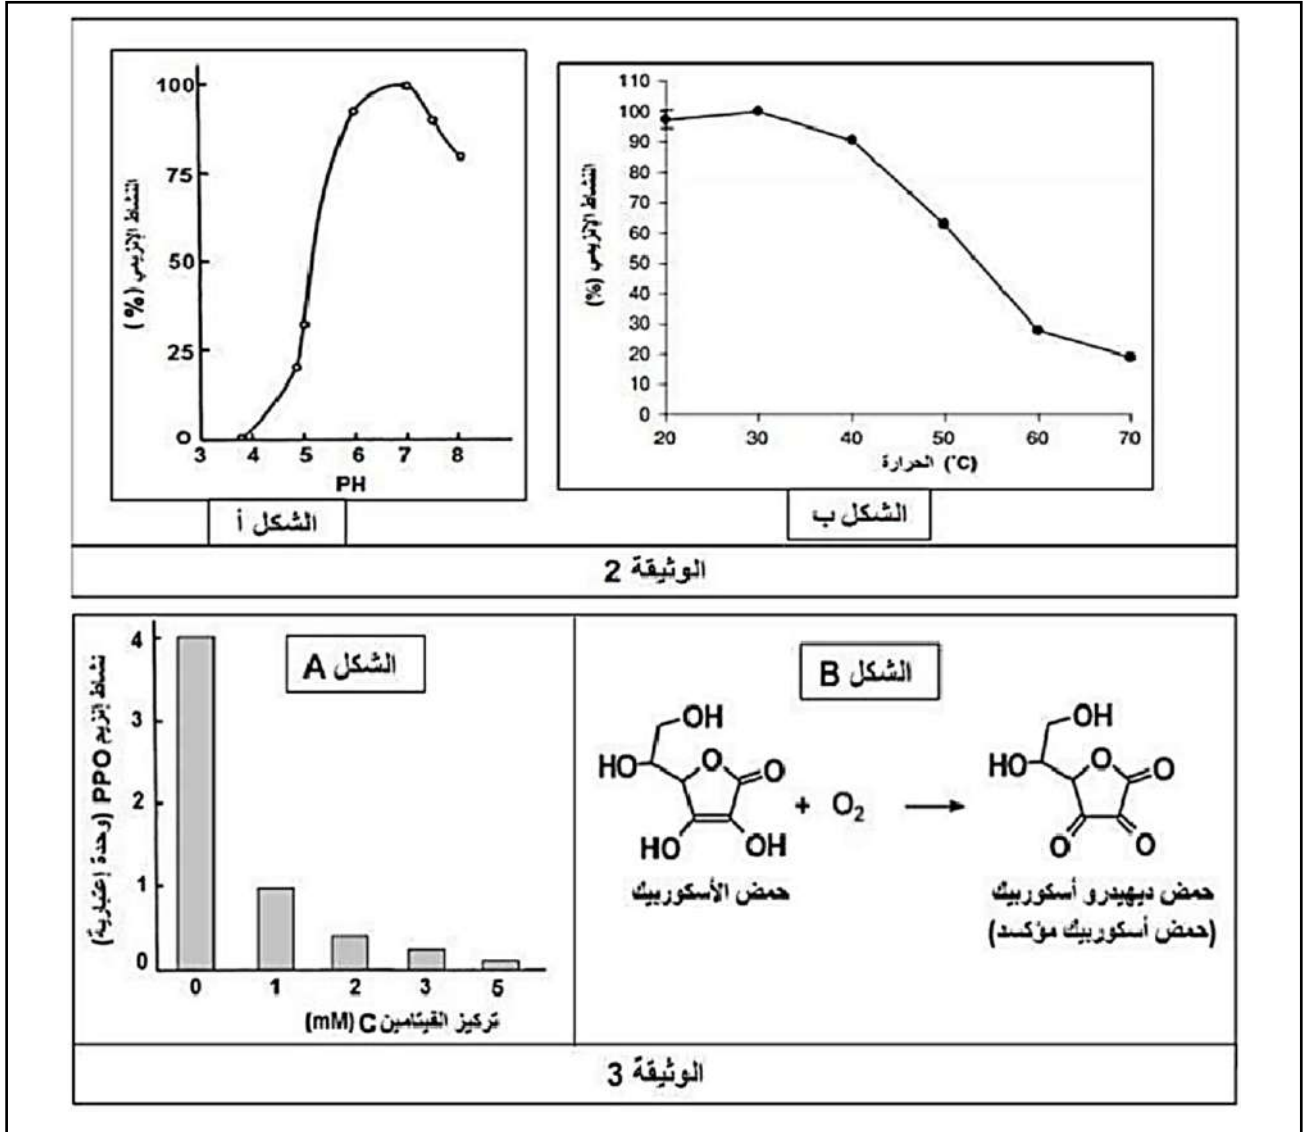 100
75
50
25
0
النشاط الإنزيمي (%)
3 4 5 6 7 8
PH
الشكل أ
110
100
90
80
70
60
50
40
30
20
10
0
النشاط الإنزيمي (%)
20 30 40 50 60 70
الحرارة (°C)
الشكل ب
الوثيقة 2
الشكل A
4
3
2
1
0
نشاط إنزيم PPO (وحدة إعتبارية)
0 1 2 3 5
تركيز الفيتامين C (mM)
الشكل B
OH
HO
O
O
HO
OH
+ O₂
OH
HO
O
O
O
O
حمض الأسكوربيك
حمض ديهيدرو أسكوربيك
(حمض أسكوربيك مؤكسد)
الوثيقة 3